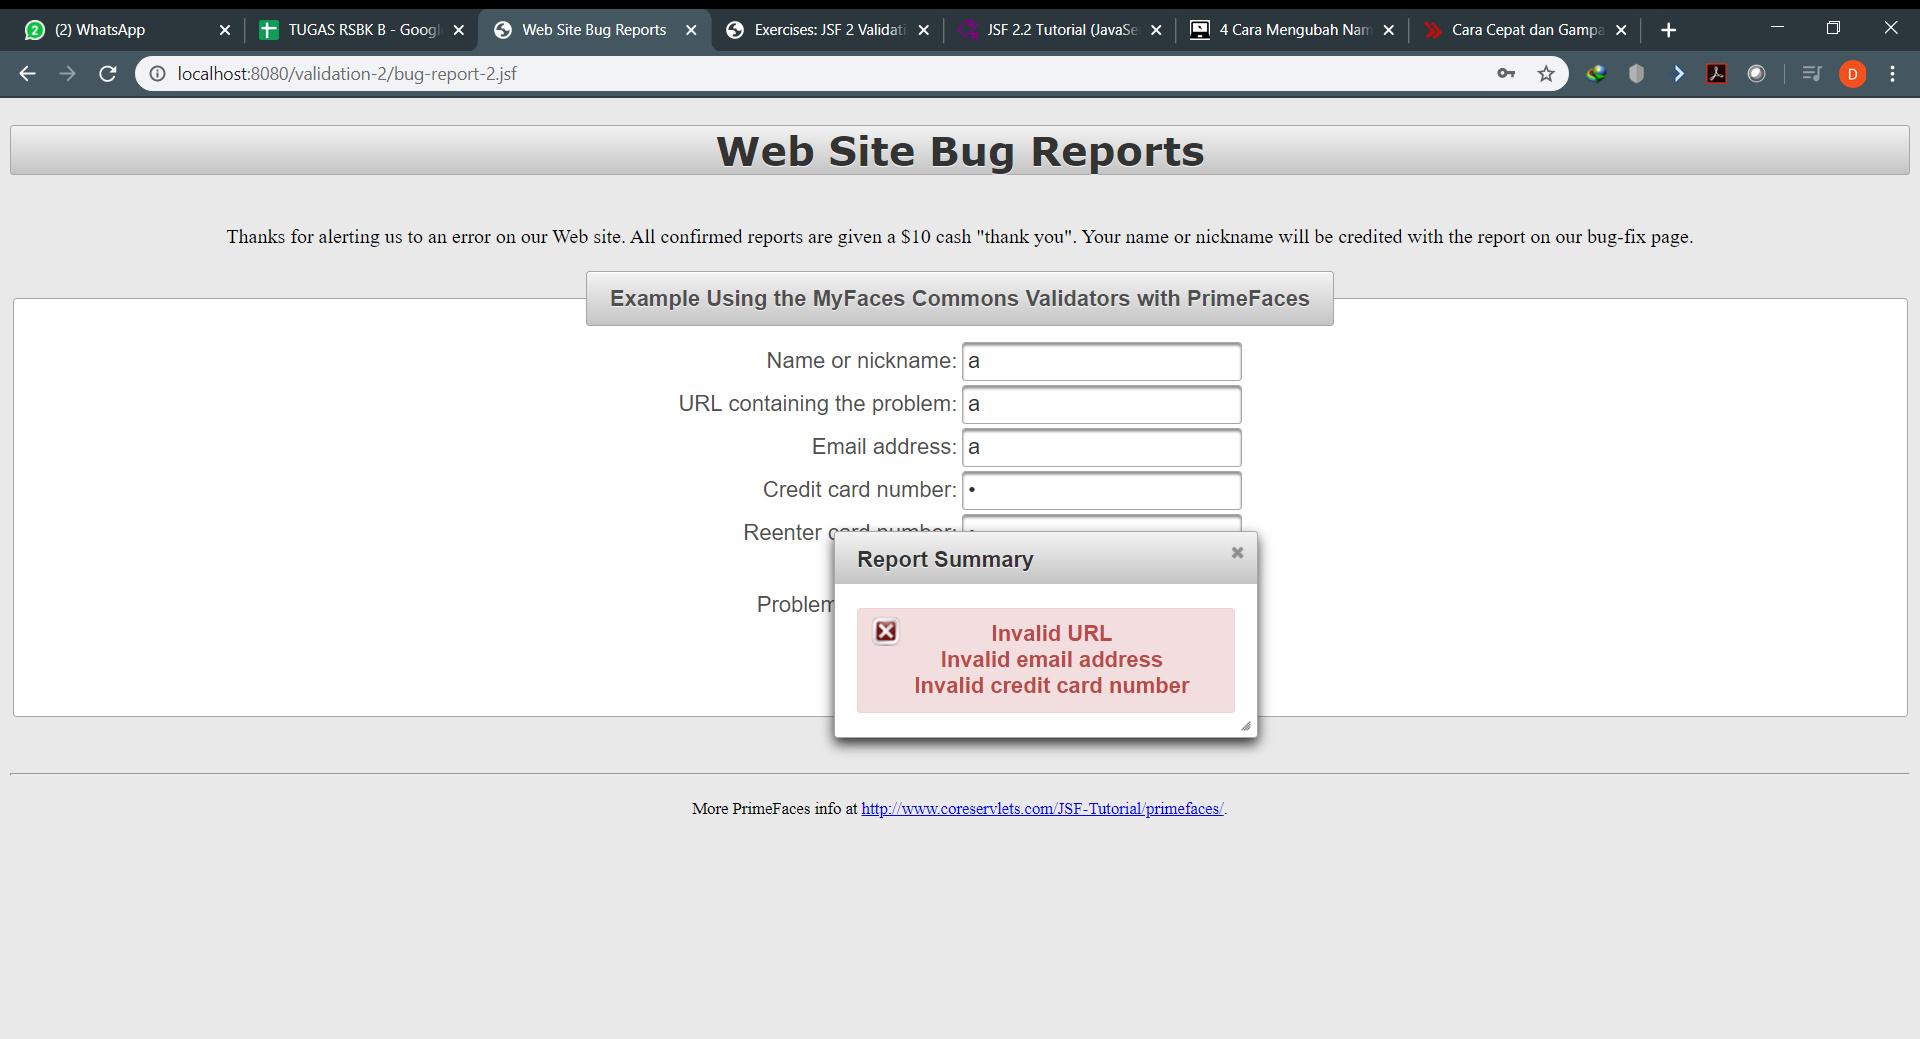 (2) WhatsApp
TUGAS RSBK B - Googl
Web Site Bug Reports
Exercises: JSF 2 Validati
JSF 2.2 Tutorial (JavaSe
4 Cara Mengubah Nam
Cara Cepat dan Gampa
localhost:8080/validation-2/bug-report-2.jsf
D
Web Site Bug Reports
Thanks for alerting us to an error on our Web site. All confirmed reports are given a $10 cash "thank you". Your name or nickname will be credited with the report on our bug-fix page.
Example Using the MyFaces Commons Validators with PrimeFaces
Name or nickname: a
URL containing the problem: a
Email address: a
Credit card number: •
Reenter card number:
Problem
Report Summary
Invalid URL
Invalid email address
Invalid credit card number
More PrimeFaces info at http://www.coreservlets.com/JSF-Tutorial/primefaces/.